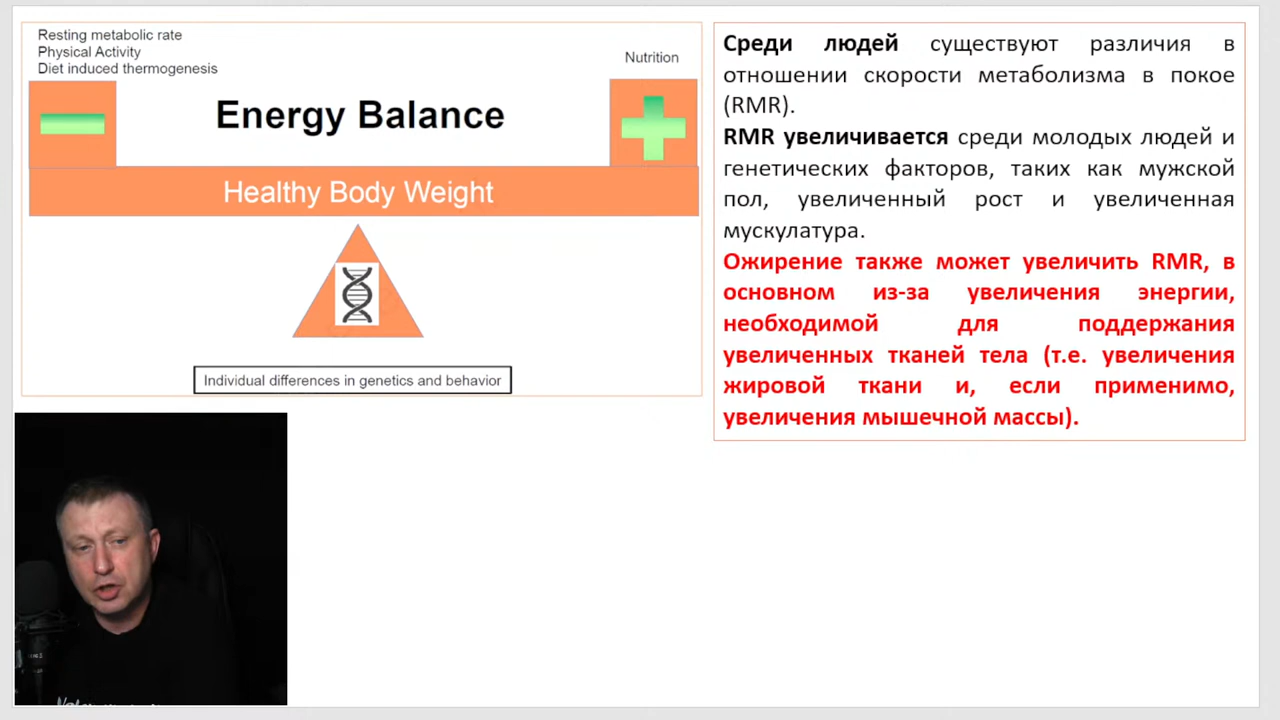 Resting metabolic rate
Physical Activity
Diet induced thermogenesis
Nutrition
Energy Balance
Healthy Body Weight
Individual differences in genetics and behavior
Среди людей существуют различия в
отношении скорости метаболизма в покое
(RMR).
RMR увеличивается среди молодых людей и
генетических факторов, таких как мужской
пол, увеличенный рост и увеличенная
мускулатура.
Ожирение также может увеличить RMR, в
основном из-за увеличения энергии,
необходимой для поддержания
увеличенных тканей тела (т.е. увеличения
жировой ткани и, если применимо,
увеличения мышечной массы).